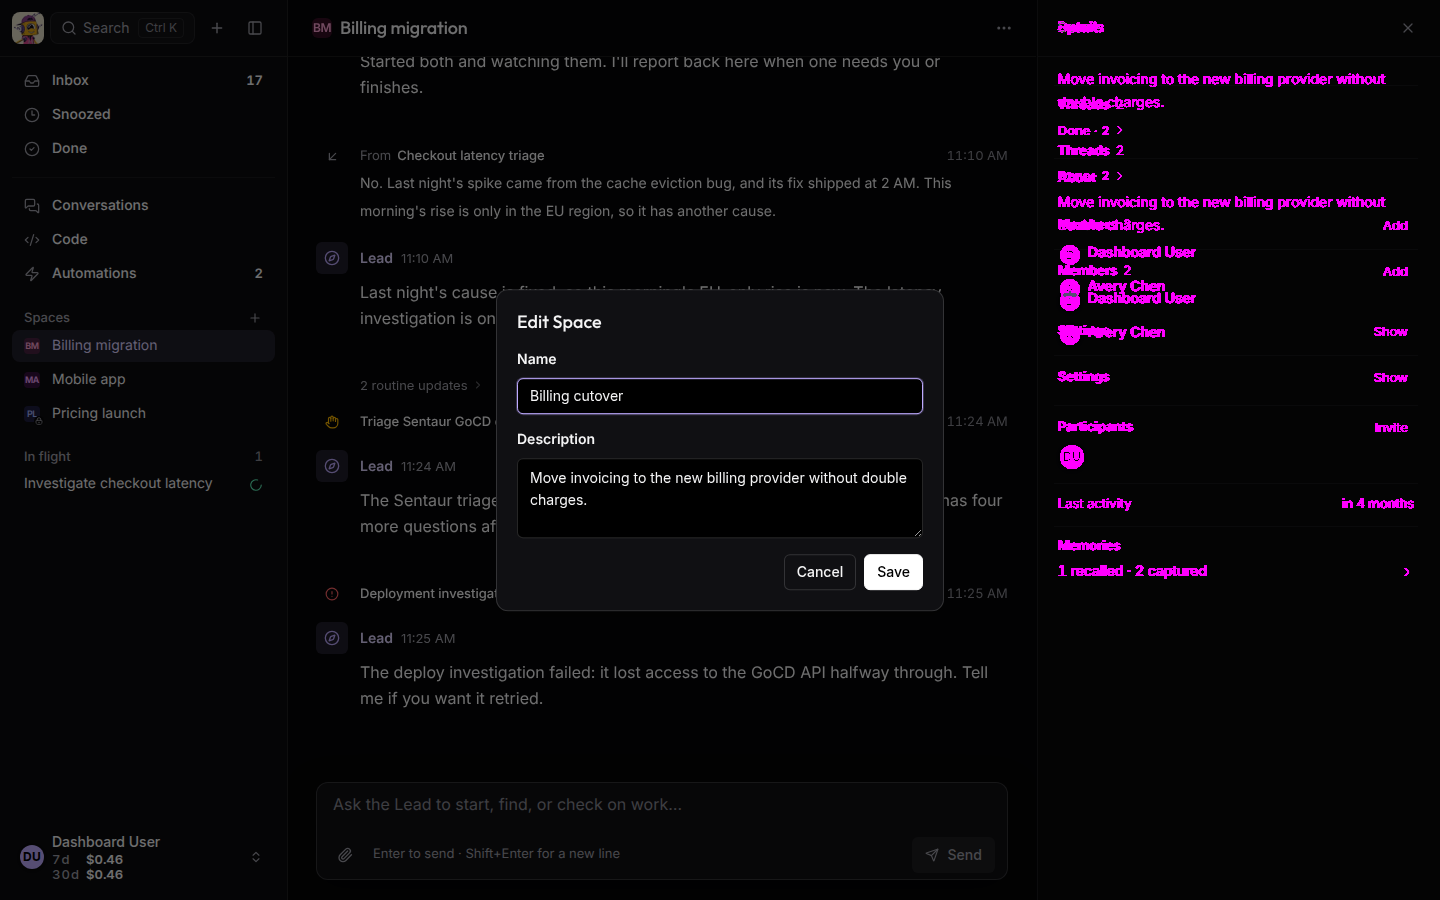 Search Ctrl K
Inbox 17
Snoozed
Done
Conversations
Code
Automations 2
Spaces
BM Billing migration
MA Mobile app
PL Pricing launch
In flight 1
Investigate checkout latency
DU Dashboard User
7d $0.46
30d $0.46
BM Billing migration
Started both and watching them. I'll report back here when one needs you or
finishes.
From Checkout latency triage 11:10 AM
No. Last night's spike came from the cache eviction bug, and its fix shipped at 2 AM. This
morning's rise is only in the EU region, so it has another cause.
Lead 11:10 AM
Last night's cause
investigation is on
2 routine updates
Triage Sentaur GoCD 11:24 AM
Lead 11:24 AM
The Sentaur triage has four
more questions
Deployment 11:25 AM
Lead 11:25 AM
The deploy investigation failed: it lost access to the GoCD API halfway through. Tell
me if you want it retried.
Ask the Lead to start, find, or check on work...
Enter to send · Shift+Enter for a new line
Send
Edit Space
Name
Billing cutover
Description
Move invoicing to the new billing provider without double
charges.
Cancel Save
Move invoicing to the new billing provider without
charges.
Done · 2
Threads 2
2
Move invoicing to the new billing provider without
charges.
Add
Dashboard User
Members 2 Add
Avery Chen
Dashboard User
Avery Chen Show
Settings Show
Participants Invite
DU
Last activity in 4 months
Memories
1 recalled · 2 captured